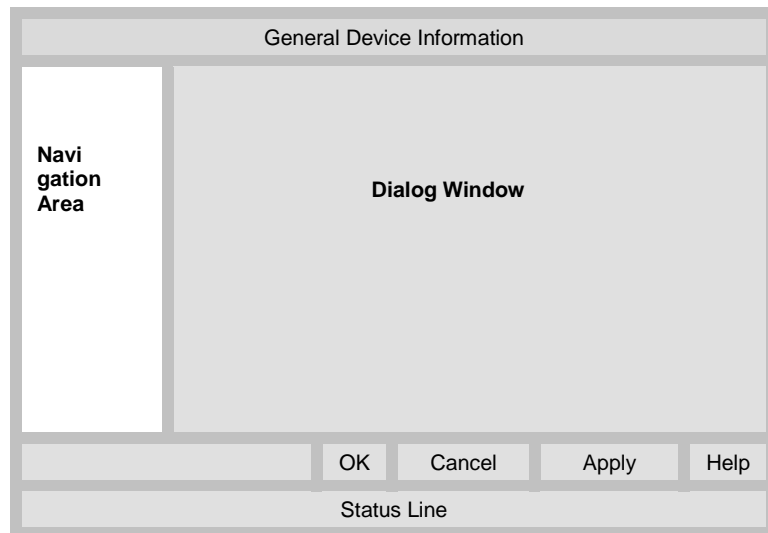 General Device Information
Navi
gation
Area
Dialog Window
OK Cancel Apply Help
Status Line